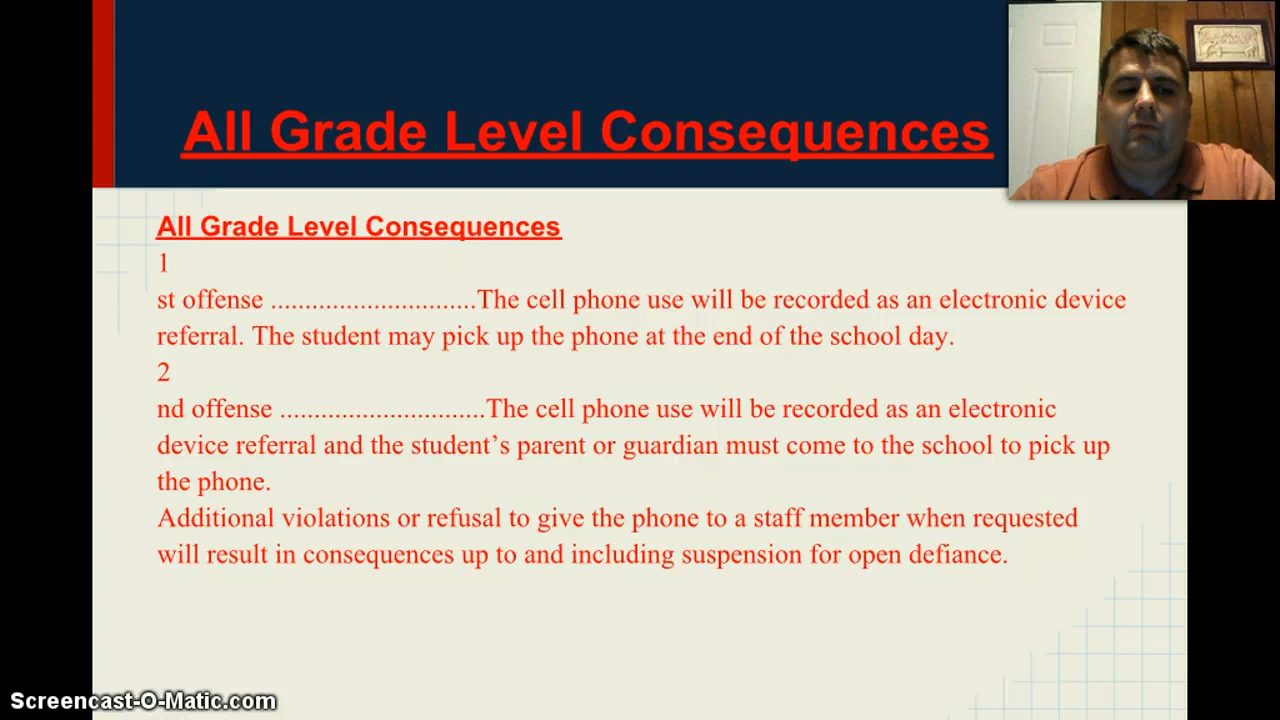 All Grade Level Consequences
All Grade Level Consequences
1
st offense ..............................The cell phone use will be recorded as an electronic device
referral. The student may pick up the phone at the end of the school day.
2
nd offense ..............................The cell phone use will be recorded as an electronic
device referral and the student’s parent or guardian must come to the school to pick up
the phone.
Additional violations or refusal to give the phone to a staff member when requested
will result in consequences up to and including suspension for open defiance.
Screencast-O-Matic.com